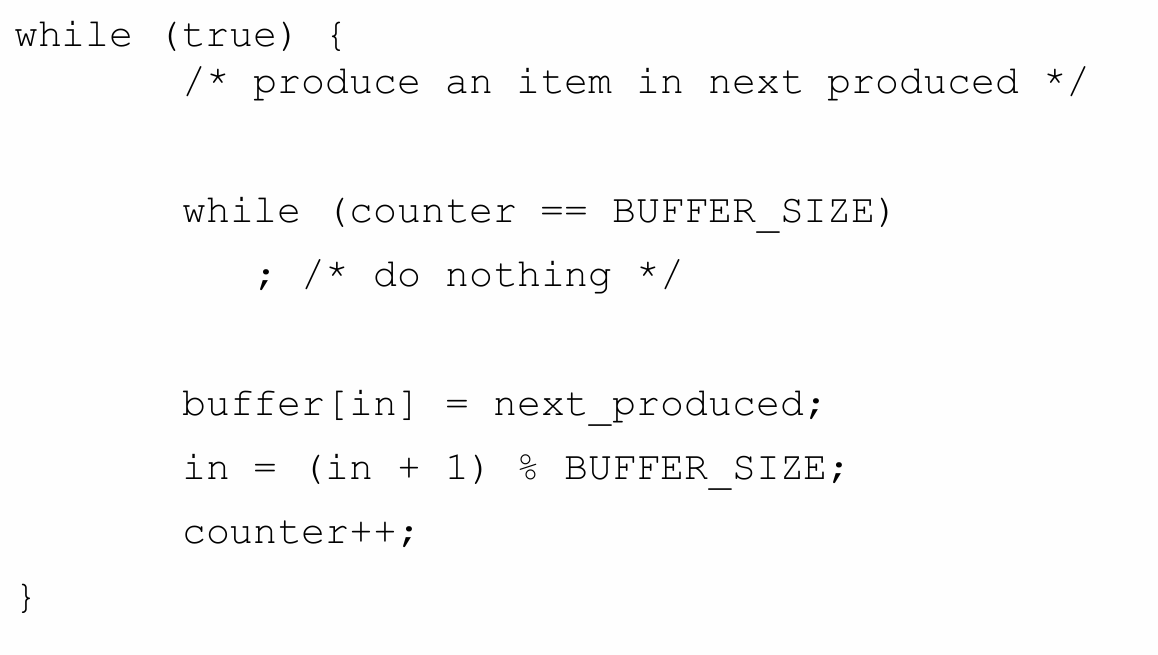 while (true) {
/* produce an item in next produced */
while (counter == BUFFER_SIZE)
; /* do nothing */
buffer[in] = next_produced;
in = (in + 1) % BUFFER_SIZE;
counter++;
}